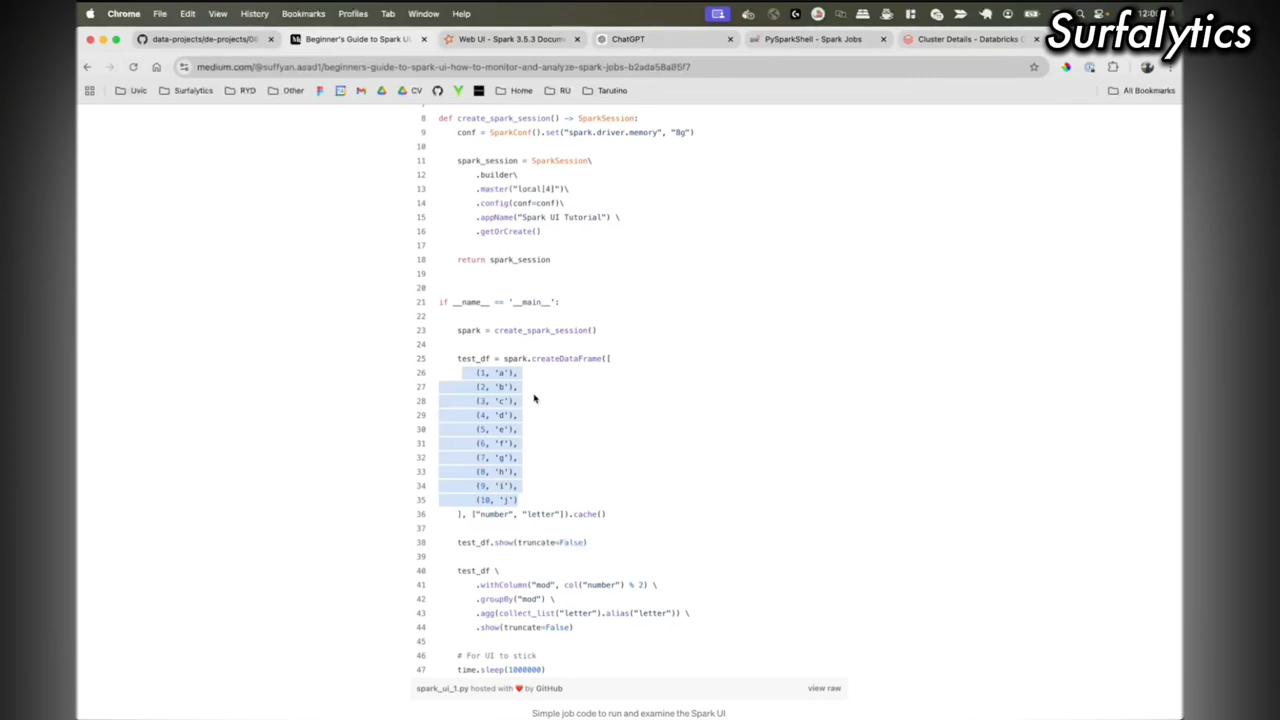 Chrome File Edit View History Bookmarks Profiles Tab Window Help
Surfalytics
data-projects/de-projects/08
Beginner's Guide to Spark UI
Web UI - Spark 3.5.3 Docum
ChatGPT
PySparkShell - Spark Jobs
Cluster Details - Databricks
medium.com/@suffyan.asad1/beginners-guide-to-spark-ui-how-to-monitor-and-analyze-spark-jobs-b2ada58a85f7
Uvic Surfalytics RYD Other CV Home RU Tarutino All Bookmarks
8 def create_spark_session() -> SparkSession:
9 conf = SparkConf().set("spark.driver.memory", "8g")
10
11 spark_session = SparkSession\
12 .builder\
13 .master("local[4]")\
14 .config(conf=conf)\
15 .appName("Spark UI Tutorial") \
16 .getOrCreate()
17
18 return spark_session
19
20
21 if __name__ == '__main__':
22
23 spark = create_spark_session()
24
25 test_df = spark.createDataFrame([
26 (1, 'a'),
27 (2, 'b'),
28 (3, 'c'),
29 (4, 'd'),
30 (5, 'e'),
31 (6, 'f'),
32 (7, 'g'),
33 (8, 'h'),
34 (9, 'i'),
35 (10, 'j')
36 ], ["number", "letter"]).cache()
37
38 test_df.show(truncate=False)
39
40 test_df \
41 .withColumn("mod", col("number") % 2) \
42 .groupBy("mod") \
43 .agg(collect_list("letter").alias("letter")) \
44 .show(truncate=False)
45
46 # For UI to stick
47 time.sleep(1000000)
spark_ui_1.py hosted with ❤ by GitHub view raw
Simple job code to run and examine the Spark UI